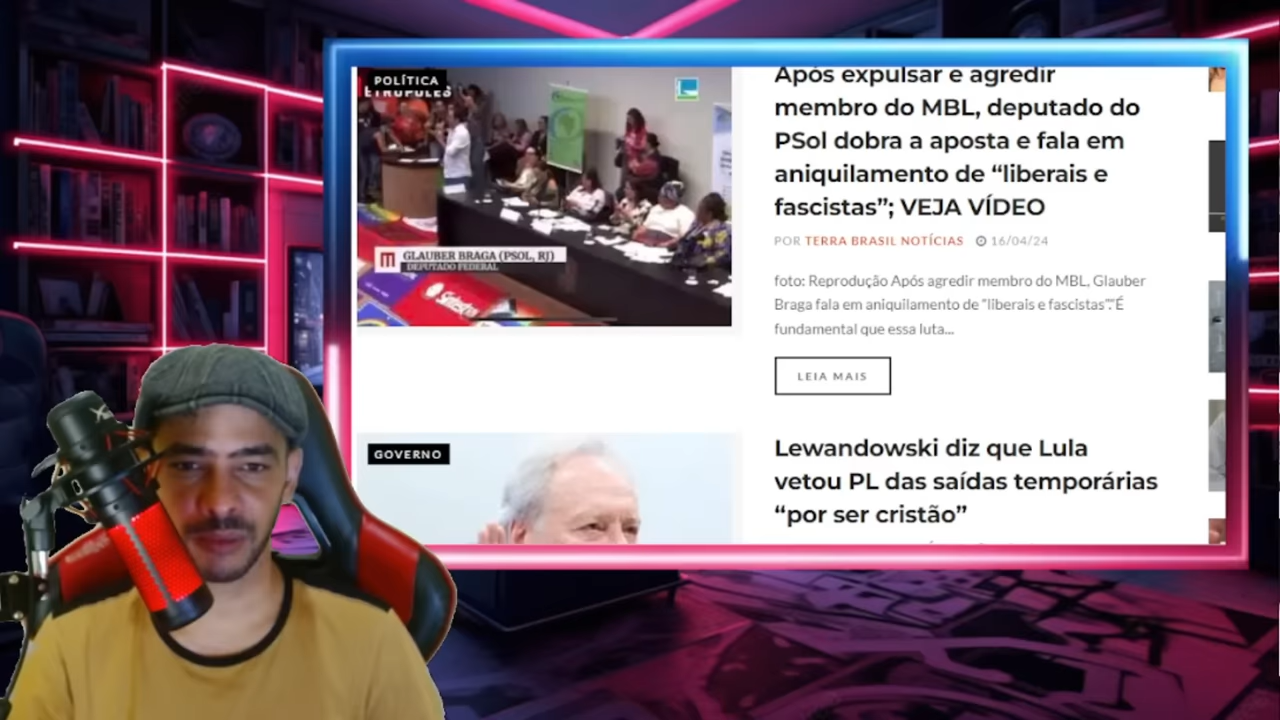 POLÍTICA
ETRÓPOLES
GLAUBER BRAGA (PSOL, RJ)
DEPUTADO FEDERAL
Após expulsar e agredir
membro do MBL, deputado do
PSol dobra a aposta e fala em
aniquilamento de “liberais e
fascistas”; VEJA VÍDEO
POR TERRA BRASIL NOTÍCIAS 16/04/24
foto: Reprodução Após agredir membro do MBL, Glauber
Braga fala em aniquilamento de “liberais e fascistas”.“É
fundamental que essa luta...
LEIA MAIS
GOVERNO
Lewandowski diz que Lula
vetou PL das saídas temporárias
“por ser cristão”